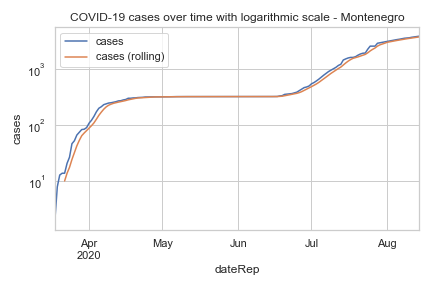 COVID-19 cases over time with logarithmic scale - Montenegro
cases
cases (rolling)
10³
10²
10¹
cases
Apr
2020
May
Jun
Jul
Aug
dateRep